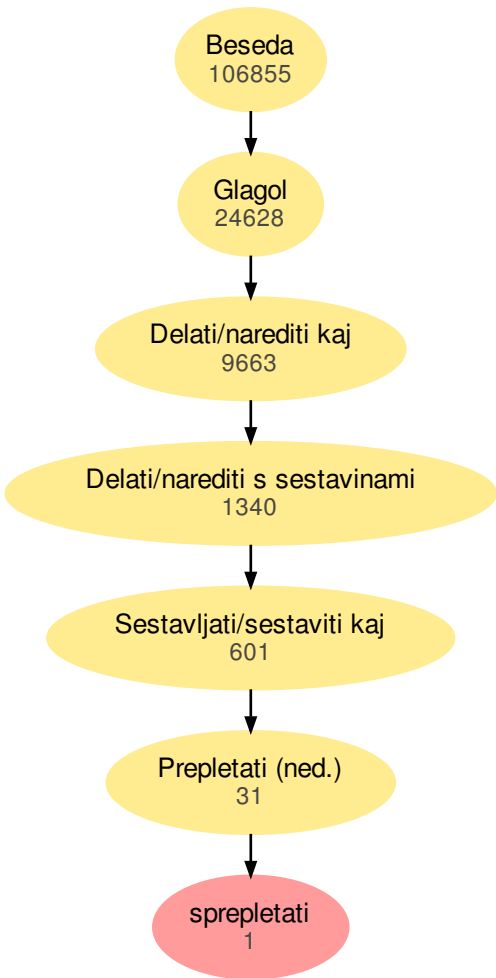 Beseda
106855
Glagol
24628
Delati/narediti kaj
9663
Delati/narediti s sestavinami
1340
Sestavljati/sestaviti kaj
601
Prepletati (ned.)
31
sprepletati
1